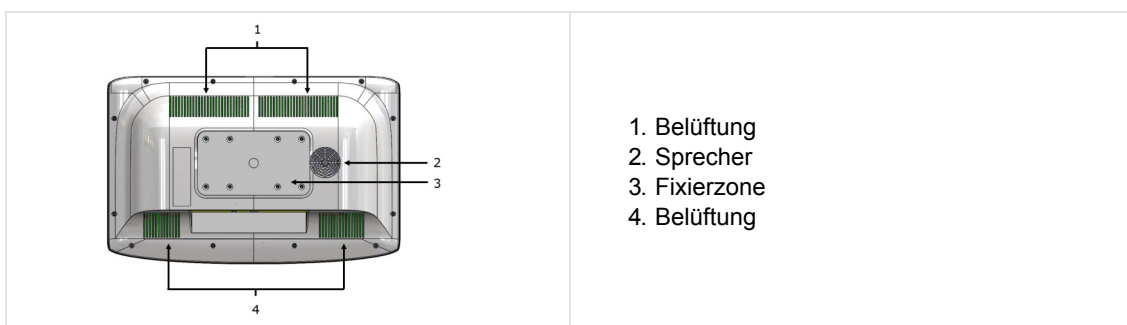 1
2
3
4
1. Belüftung
2. Sprecher
3. Fixierzone
4. Belüftung